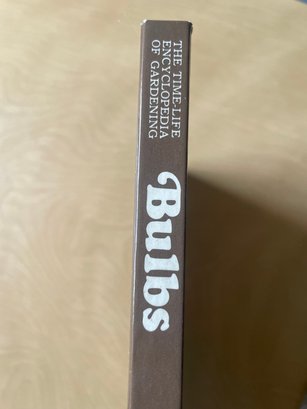 THE TIME-LIFE
ENCYCLOPEDIA
OF GARDENING
Bulbs